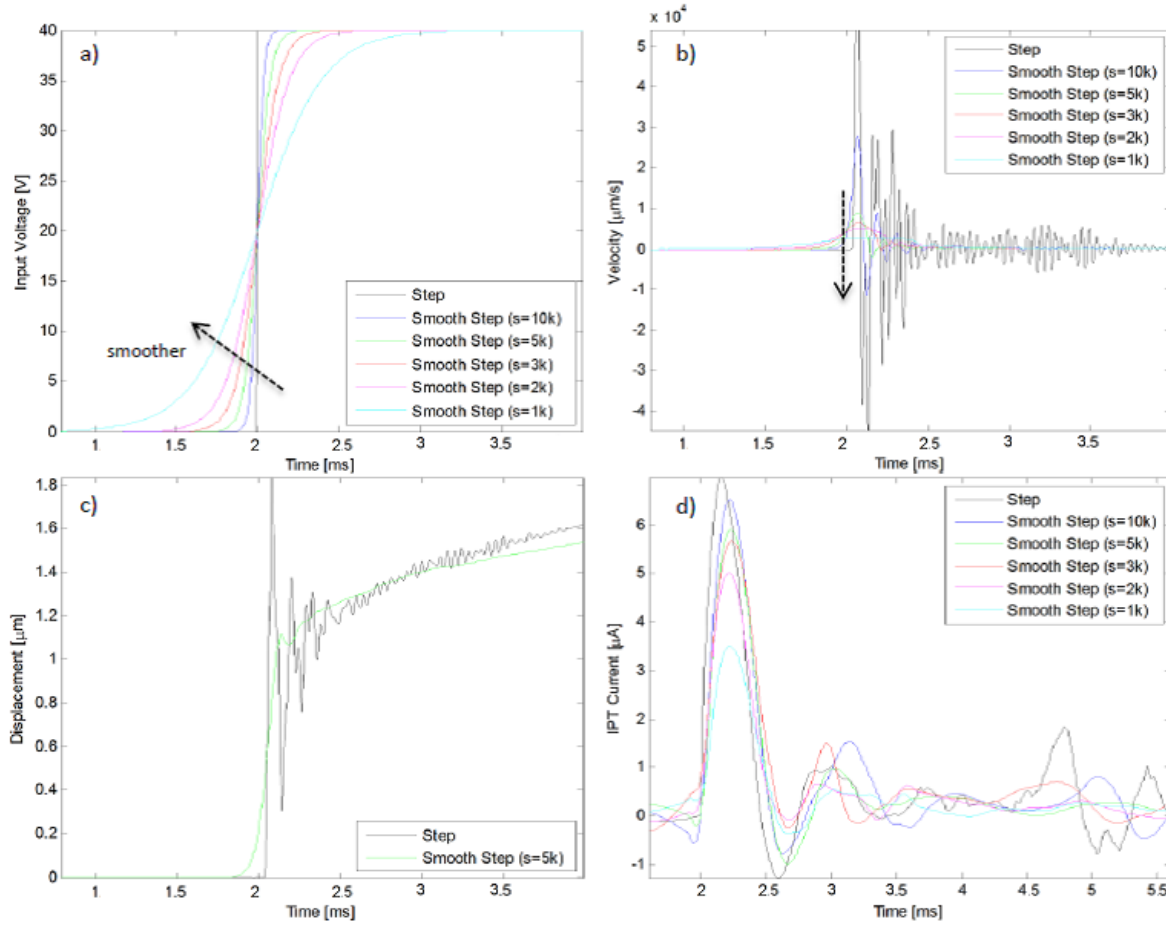 a)
40
35
30
25
20
15
10
5
0
Input Voltage [V]
smoother
Step
Smooth Step (s=10k)
Smooth Step (s=5k)
Smooth Step (s=3k)
Smooth Step (s=2k)
Smooth Step (s=1k)
1 1.5 2 2.5 3 3.5
Time [ms]
x 10⁴
b)
5
4
3
2
1
0
-1
-2
-3
-4
Velocity [µm/s]
Step
Smooth Step (s=10k)
Smooth Step (s=5k)
Smooth Step (s=3k)
Smooth Step (s=2k)
Smooth Step (s=1k)
1 1.5 2 2.5 3 3.5
Time [ms]
c)
1.8
1.6
1.4
1.2
1
0.8
0.6
0.4
0.2
0
Displacement [µm]
Step
Smooth Step (s=5k)
1 1.5 2 2.5 3 3.5
Time [ms]
d)
6
5
4
3
2
1
0
-1
IPT Current [µA]
Step
Smooth Step (s=10k)
Smooth Step (s=5k)
Smooth Step (s=3k)
Smooth Step (s=2k)
Smooth Step (s=1k)
2 2.5 3 3.5 4 4.5 5 5.5
Time [ms]